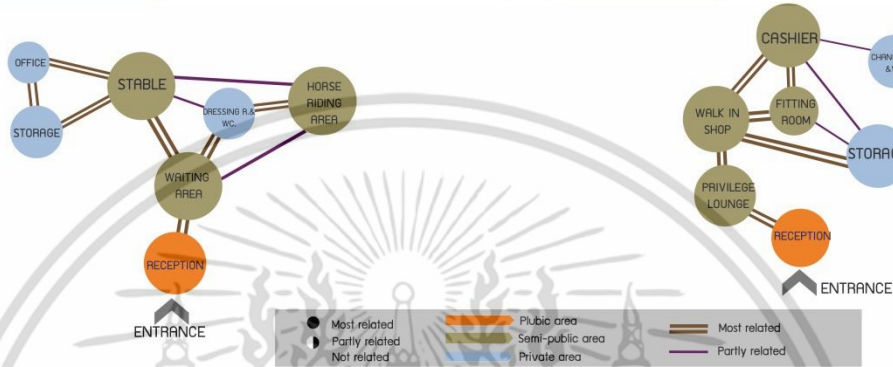 OFFICE
STORAGE
STABLE
DRESSING R.&
WC.
HORSE
RIDING
AREA
WAITING
AREA
RECEPTION
ENTRANCE
CASHIER
WALK IN
SHOP
FITTING
ROOM
PRIVILEGE
LOUNGE
RECEPTION
ENTRANCE
Most related
Partly related
Not related
Plubic area
Semi-public area
Private area
Most related
Partly related